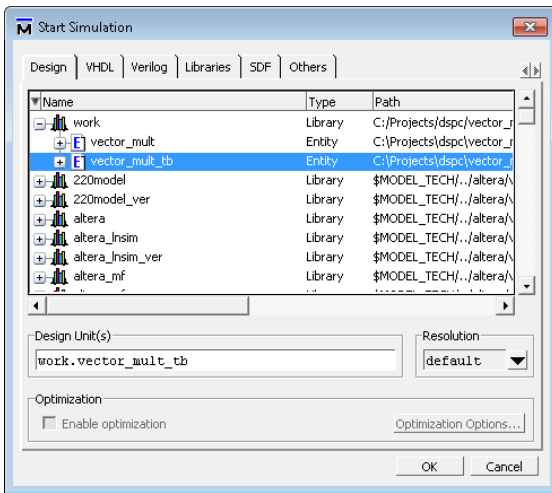 Start Simulation
Design VHDL Verilog Libraries SDF Others
Name Type Path
work Library C:/Projects/dspc/vector_r
E vector_mult Entity C:\Projects\dspc\vector_r
E vector_mult_tb Entity C:\Projects\dspc\vector_r
220model Library $MODEL_TECH/../altera/\
220model_ver Library $MODEL_TECH/../altera/\
altera Library $MODEL_TECH/../altera/\
altera_lnsim Library $MODEL_TECH/../altera/\
altera_lnsim_ver Library $MODEL_TECH/../altera/\
altera_mf Library $MODEL_TECH/../altera/\
Design Unit(s) Resolution
work.vector_mult_tb default
Optimization
Enable optimization Optimization Options...
OK Cancel